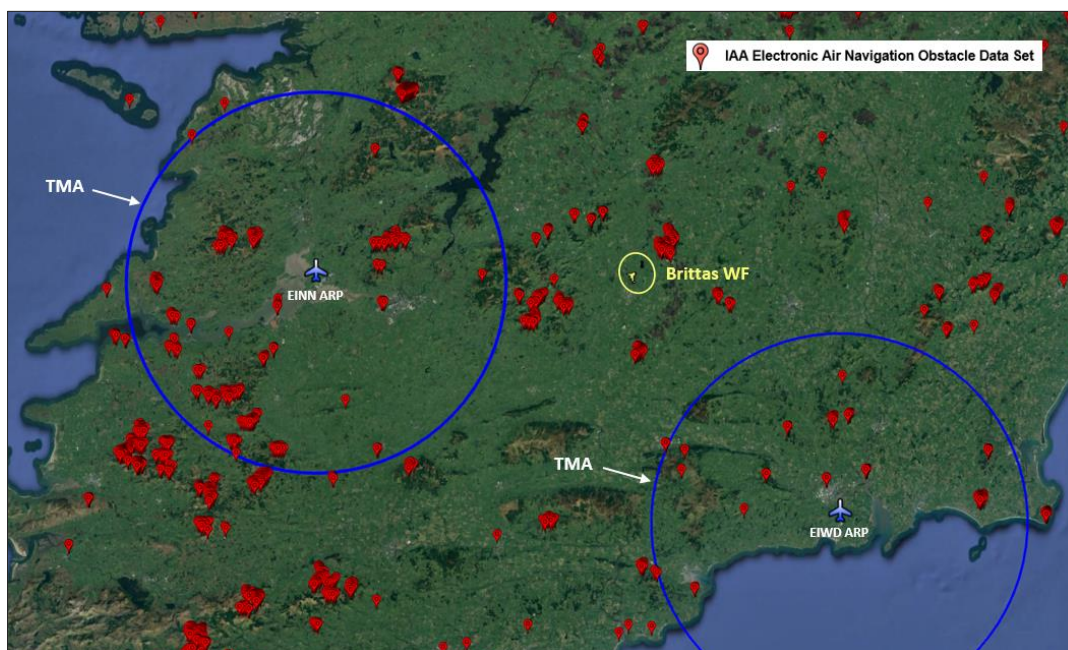 IAA Electronic Air Navigation Obstacle Data Set
TMA
Brittas WF
EINN ARP
TMA
EIWD ARP